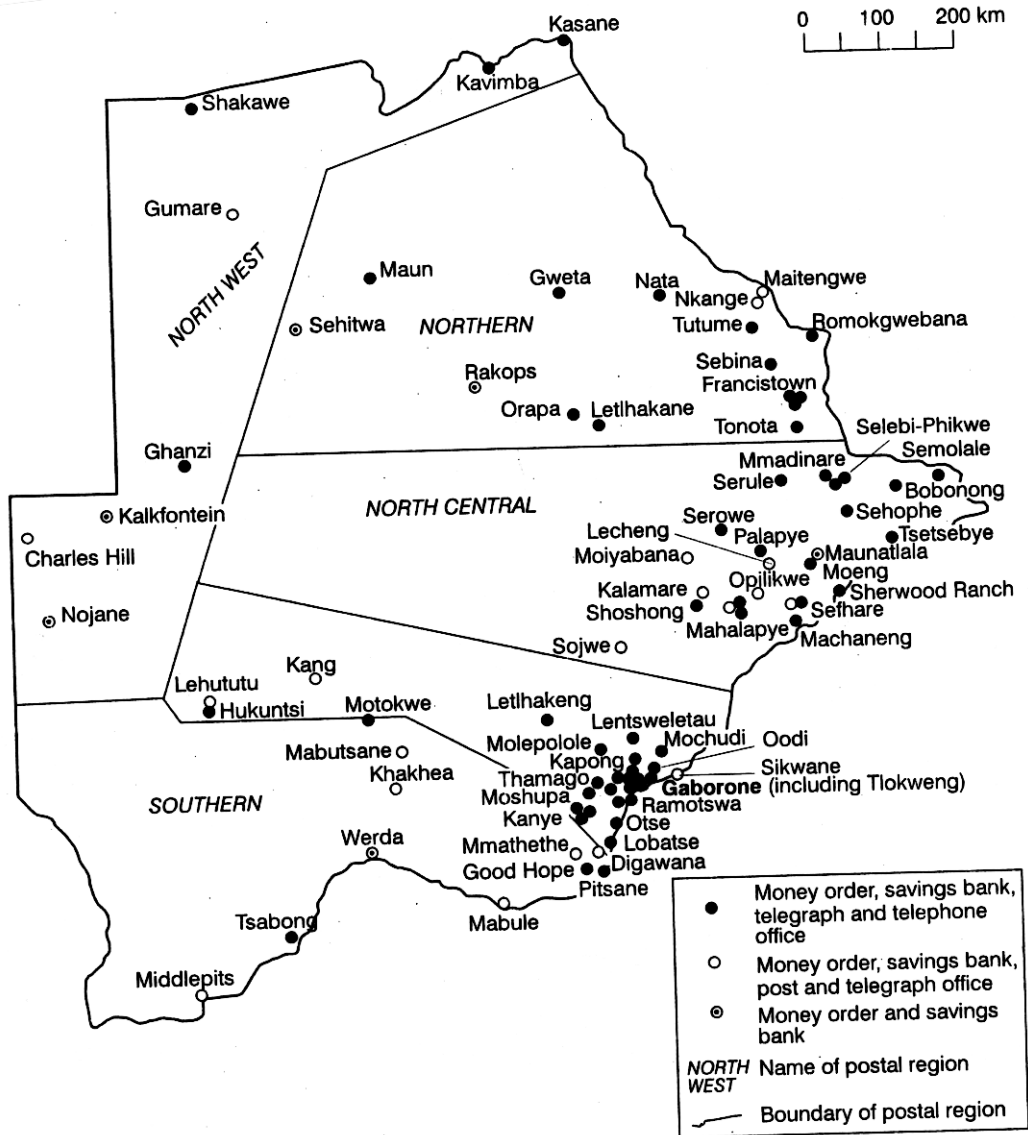 0 100 200 km
Kasane
Kavimba
Shakawe
Gumare
NORTH WEST
Maun
Gweta
Nata
Maitengwe
Nkange
Sehitwa
NORTHERN
Tutume
Romokgwebana
Rakops
Sebina
Francistown
Orapa
Letlhakane
Tonota
Selebi-Phikwe
Ghanzi
Mmadinare
Semolale
Serule
Bobonong
Kalkfontein
NORTH CENTRAL
Serowe
Sehophe
Lecheng
Palapye
Tsetsebye
Charles Hill
Moiyabana
Maunatlala
Kalamare
Opilikwe
Moeng
Nojane
Shoshong
Sherwood Ranch
Sefhare
Mahalapye
Machaneng
Sojwe
Kang
Lehututu
Hukuntsi
Motokwe
Letlhakeng
Lentsweletau
Mabutsane
Molepolole
Mochudi
Oodi
Kapong
Khakhea
Thamago
Sikwane
SOUTHERN
Moshupa
Gaborone (including Tlokweng)
Ramotswa
Kanye
Otse
Werda
Mmathethe
Lobatse
Good Hope
Digawana
Pitsane
Mabule
Tsabong
Middlepits
Money order, savings bank,
telegraph and telephone
office
Money order, savings bank,
post and telegraph office
Money order and savings
bank
NORTH
WEST Name of postal region
Boundary of postal region